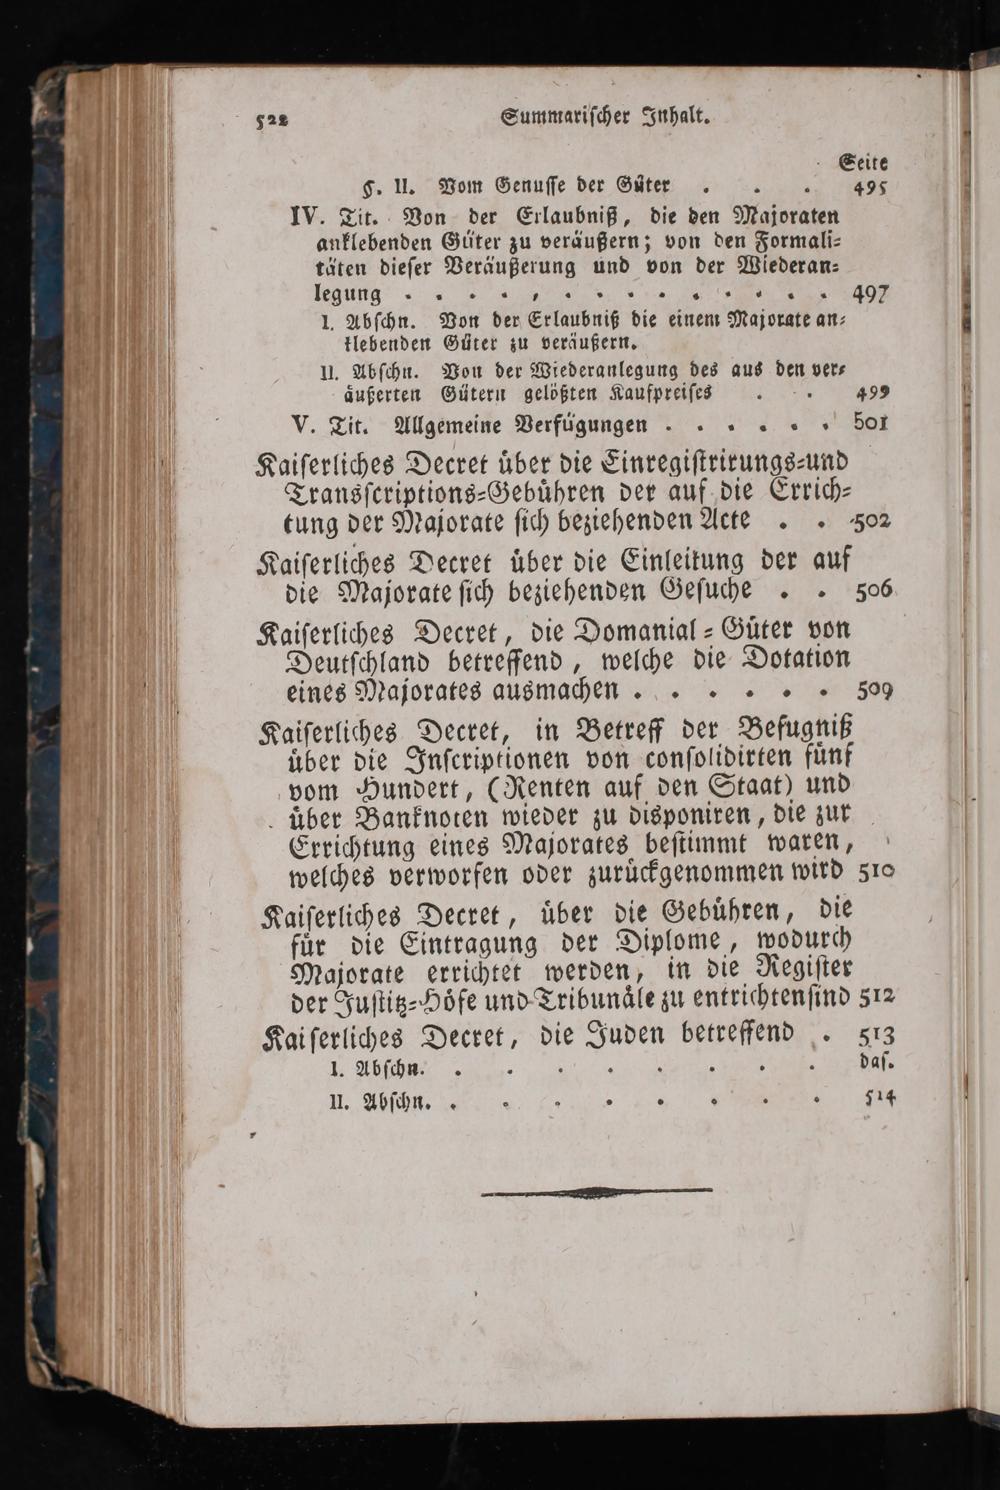 522 Summarischer Inhalt.
Seite
§. II. Vom Genusse der Güter . . . 495
IV. Tit. Von der Erlaubniß, die den Majoraten
anklebenden Güter zu veräußern; von den Formali⸗
täten dieser Veräußerung und von der Wiederan⸗
legung . . . . , . . . . . . . . . 497
I. Abschn. Von der Erlaubniß die einem Majorate an⸗
klebenden Güter zu veräußern.
II. Abschn. Von der Wiederanlegung des aus den ver⸗
äußerten Gütern gelößten Kaufpreises . . 499
V. Tit. Allgemeine Verfügungen . . . . . . 501
Kaiserliches Decret über die Einregistrirungs⸗und
Transscriptions⸗Gebühren der auf die Errich⸗
tung der Majorate sich beziehenden Acte . . 502
Kaiserliches Decret über die Einleitung der auf
die Majorate sich beziehenden Gesuche . . 506
Kaiserliches Decret, die Domanial⸗Güter von
Deutschland betreffend, welche die Dotation
eines Majorates ausmachen . . . . . . . 509
Kaiserliches Decret, in Betreff der Befugniß
über die Inscriptionen von consolidirten fünf
vom Hundert, (Renten auf den Staat) und
über Banknoten wieder zu disponiren, die zur
Errichtung eines Majorates bestimmt waren,
welches verworfen oder zurückgenommen wird 510
Kaiserliches Decret, über die Gebühren, die
für die Eintragung der Diplome, wodurch
Majorate errichtet werden, in die Register
der Justitz⸗Höfe und Tribunäle zu entrichten sind 512
Kaiserliches Decret, die Juden betreffend . 513
I. Abschn. . . . . . . . . das.
II. Abschn. . . . . . . . . 514